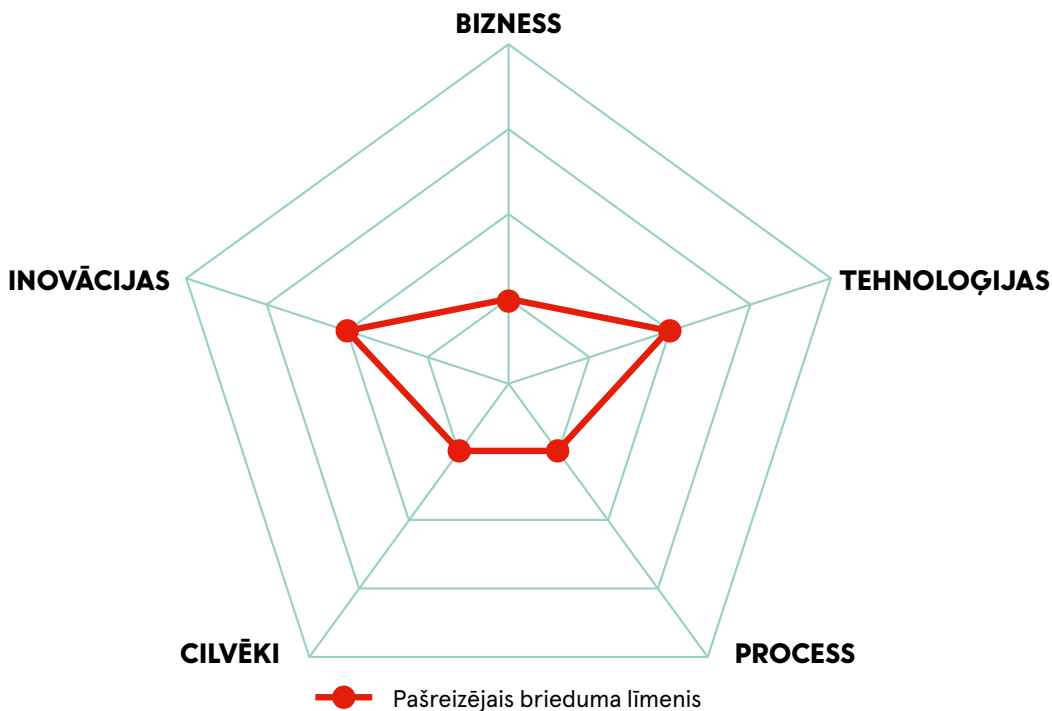 BIZNESS
INOVĀCIJAS
TEHNOLOĢIJAS
CILVĒKI
PROCESS
Pašreizējais brieduma līmenis